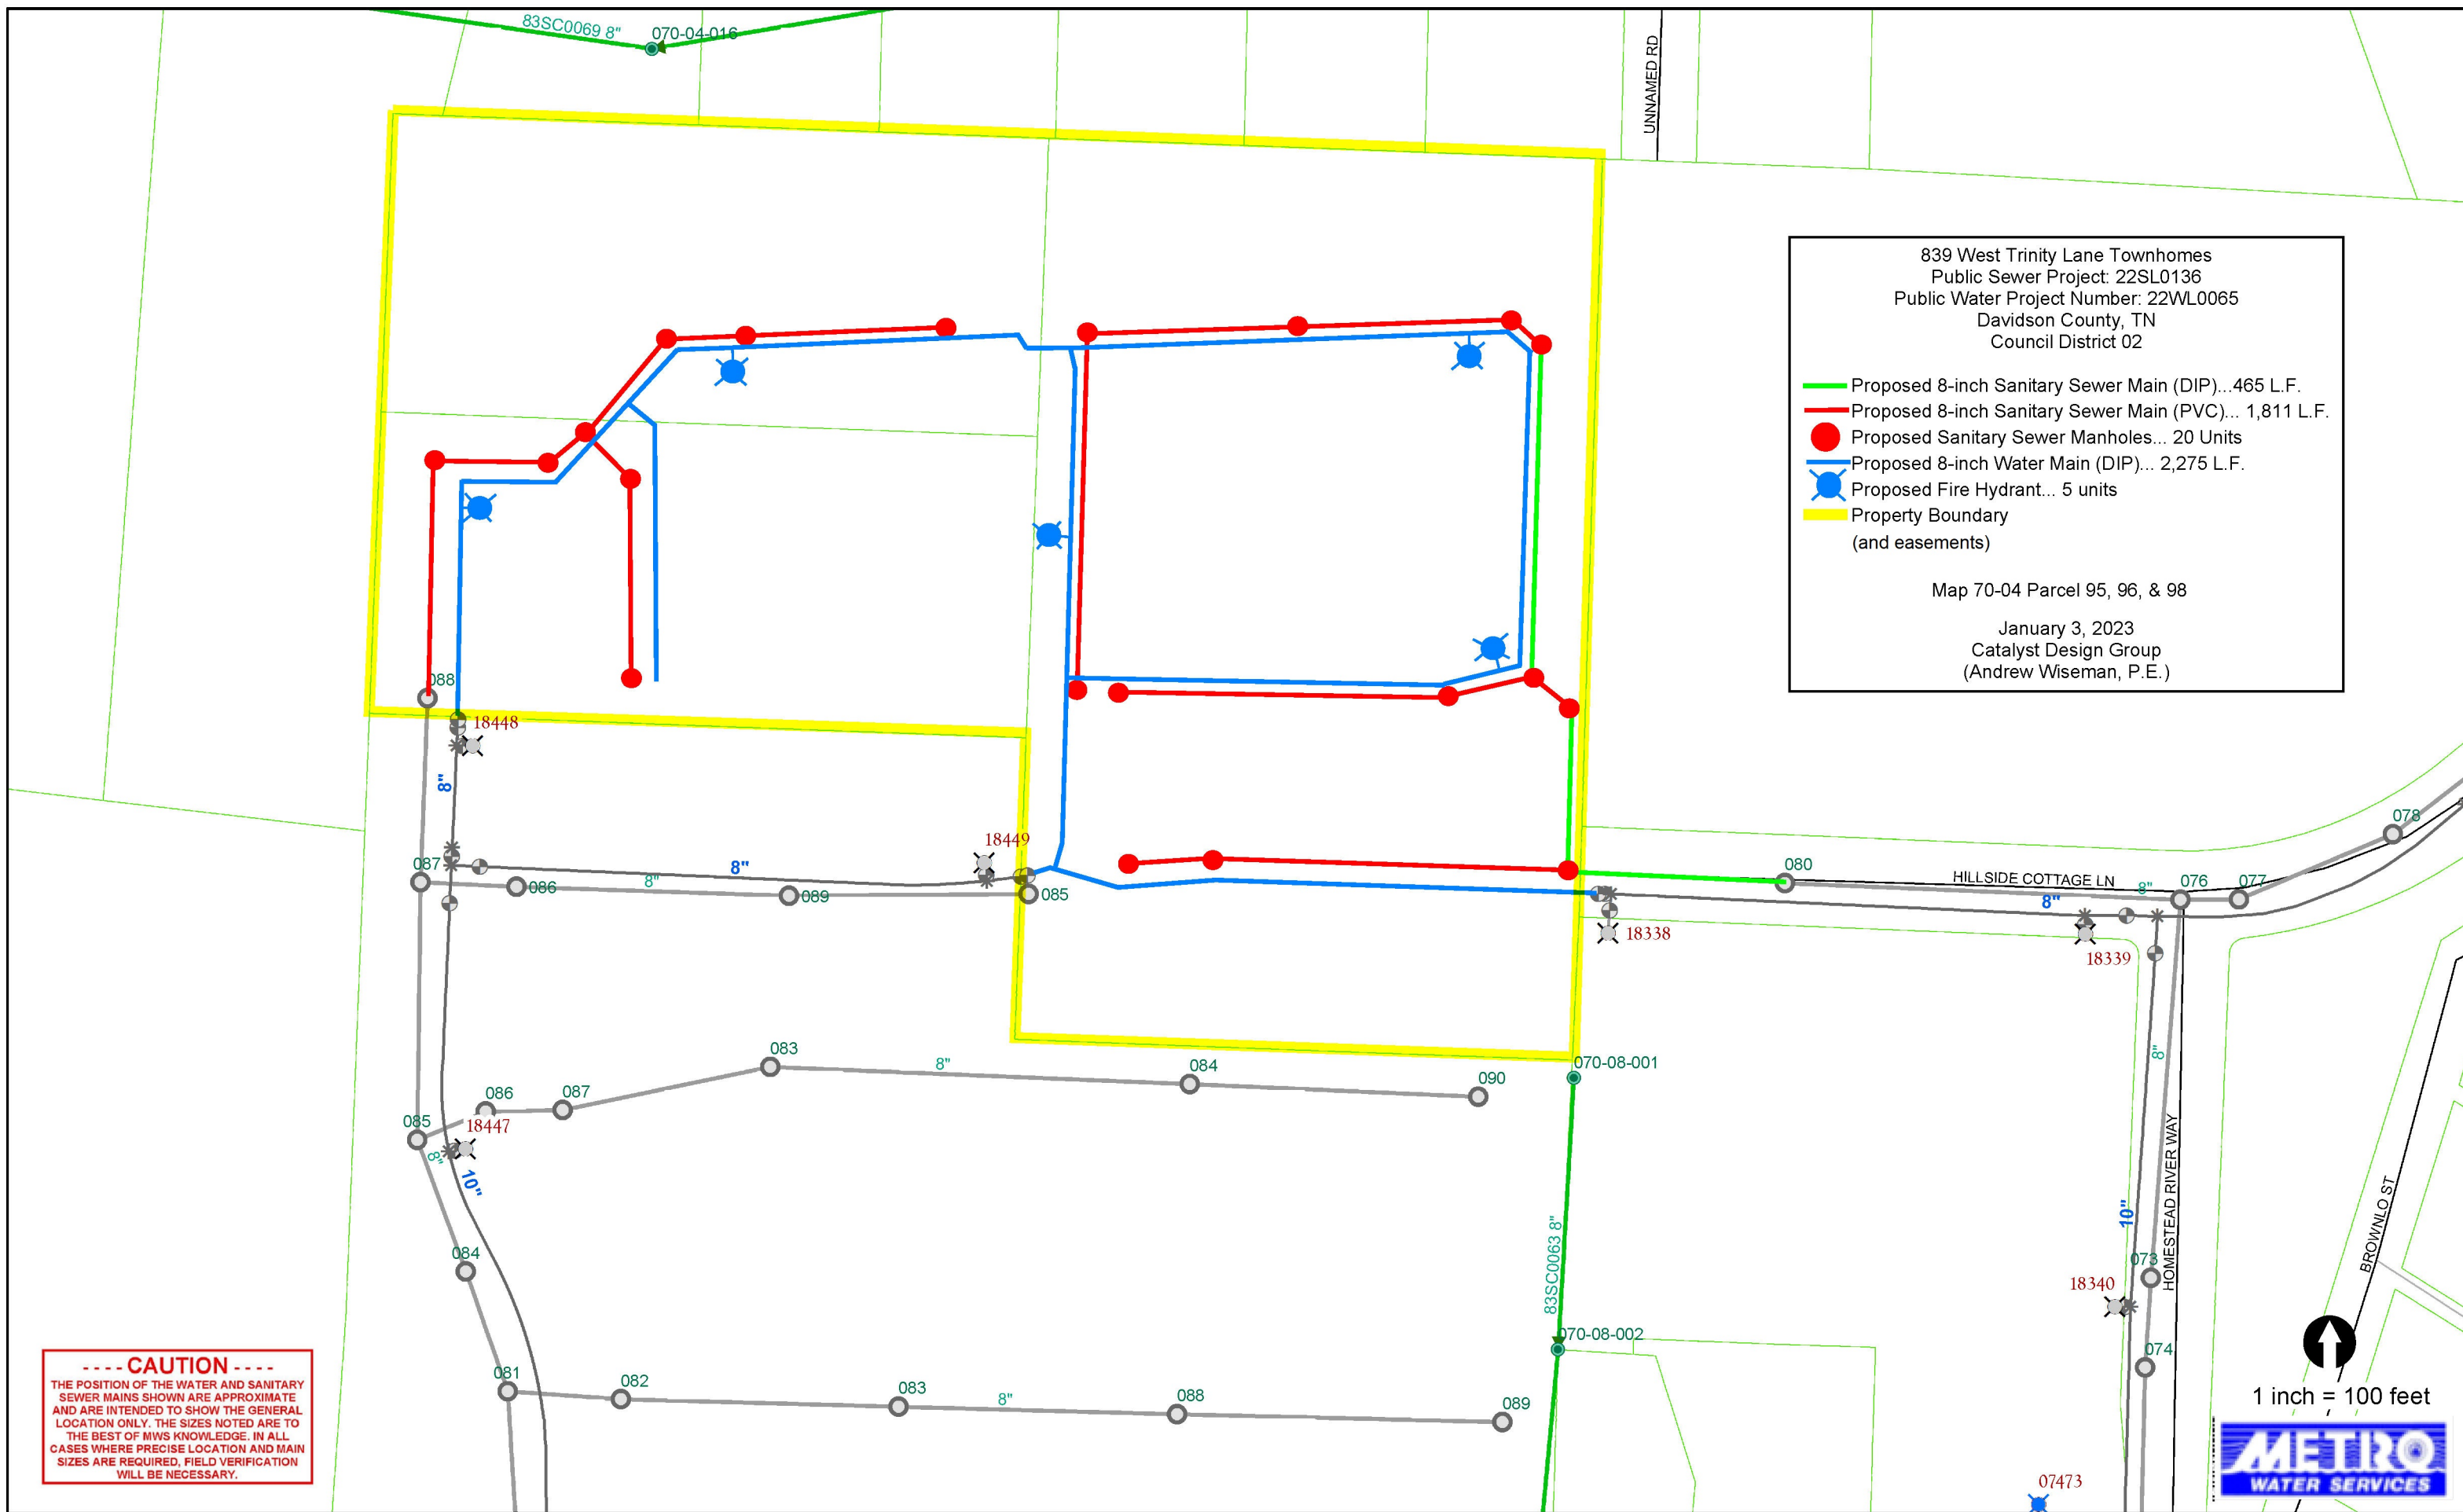 83SC0069 8"
070-04-016
UNNAMED RD
839 West Trinity Lane Townhomes
Public Sewer Project: 22SL0136
Public Water Project Number: 22WL0065
Davidson County, TN
Council District 02
Proposed 8-inch Sanitary Sewer Main (DIP)...465 L.F.
Proposed 8-inch Sanitary Sewer Main (PVC)... 1,811 L.F.
Proposed Sanitary Sewer Manholes... 20 Units
Proposed 8-inch Water Main (DIP)... 2,275 L.F.
Proposed Fire Hydrant... 5 units
Property Boundary
(and easements)
Map 70-04 Parcel 95, 96, & 98
January 3, 2023
Catalyst Design Group
(Andrew Wiseman, P.E.)
088
18448
8"
18449
087
8"
8"
086
089
085
080
HILLSIDE COTTAGE LN
8"
8"
076
077
078
18338
18339
083
8"
084
090
070-08-001
086
087
085
18447
8"
10"
8"
084
83SC0063 8"
070-08-002
10"
HOMESTEAD RIVER WAY
BROWNLO ST
073
18340
074
081
082
083
8"
088
089
07473
- - - - CAUTION - - - -
THE POSITION OF THE WATER AND SANITARY
SEWER MAINS SHOWN ARE APPROXIMATE
AND ARE INTENDED TO SHOW THE GENERAL
LOCATION ONLY. THE SIZES NOTED ARE TO
THE BEST OF MWS KNOWLEDGE. IN ALL
CASES WHERE PRECISE LOCATION AND MAIN
SIZES ARE REQUIRED, FIELD VERIFICATION
WILL BE NECESSARY.
1 inch = 100 feet
METRO
WATER SERVICES